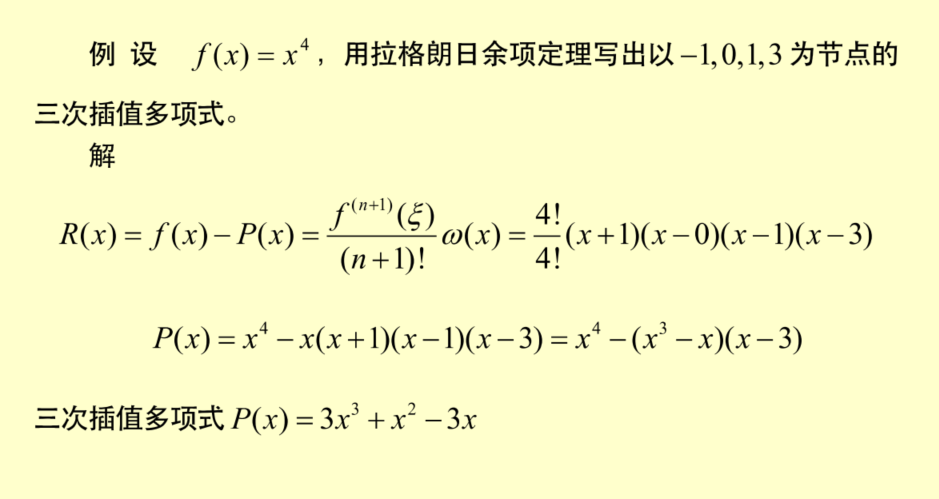 例 设 f(x) = x⁴，用拉格朗日余项定理写出以 −1,0,1,3 为节点的
三次插值多项式。
解
R(x) = f(x) − P(x) = \frac{f^{(n+1)}(ξ)}{(n+1)!} ω(x) = \frac{4!}{4!} (x+1)(x−0)(x−1)(x−3)
P(x) = x⁴ − x(x+1)(x−1)(x−3) = x⁴ − (x³ − x)(x−3)
三次插值多项式 P(x) = 3x³ + x² − 3x